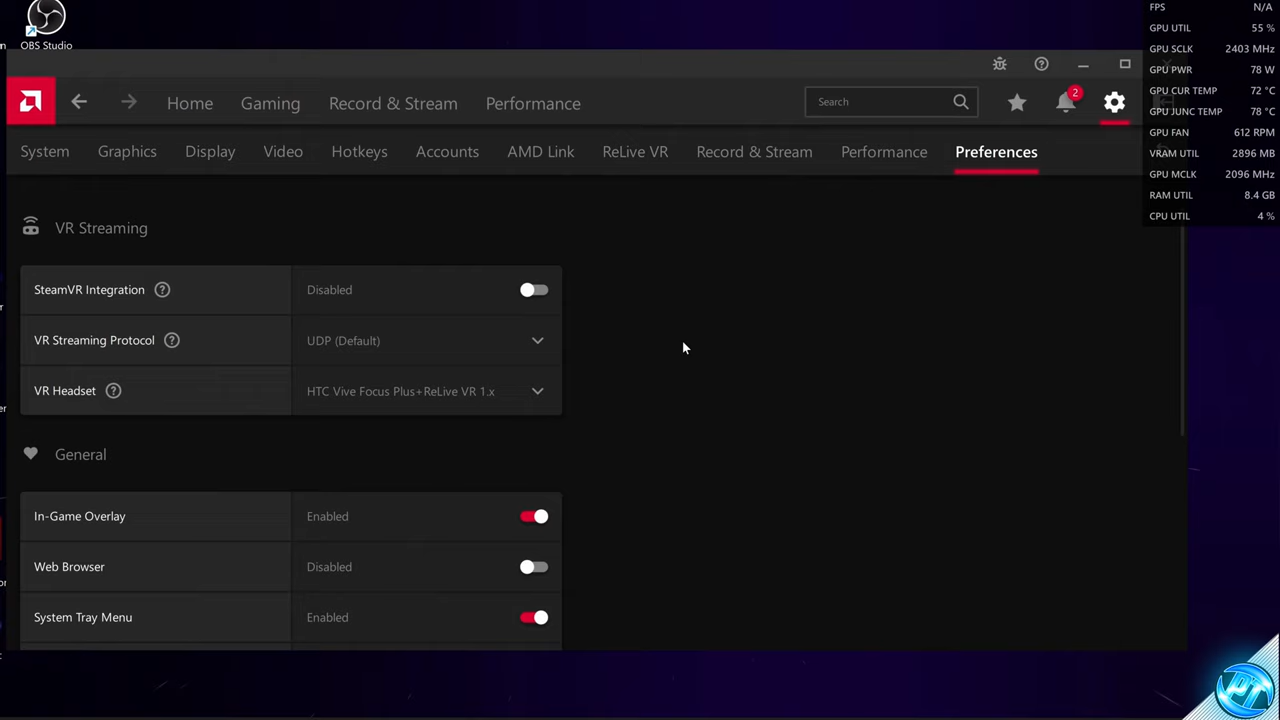 OBS Studio
FPS N/A
GPU UTIL 55 %
GPU SCLK 2403 MHz
GPU PWR 78 W
GPU CUR TEMP 72 °C
GPU JUNC TEMP 78 °C
GPU FAN 612 RPM
VRAM UTIL 2896 MB
GPU MCLK 2096 MHz
RAM UTIL 8.4 GB
CPU UTIL 4 %
Home Gaming Record & Stream Performance Search 2
System Graphics Display Video Hotkeys Accounts AMD Link ReLive VR Record & Stream Performance Preferences
VR Streaming
SteamVR Integration ? Disabled
VR Streaming Protocol ? UDP (Default)
VR Headset ? HTC Vive Focus Plus+ReLive VR 1.x
General
In-Game Overlay Enabled
Web Browser Disabled
System Tray Menu Enabled
PT